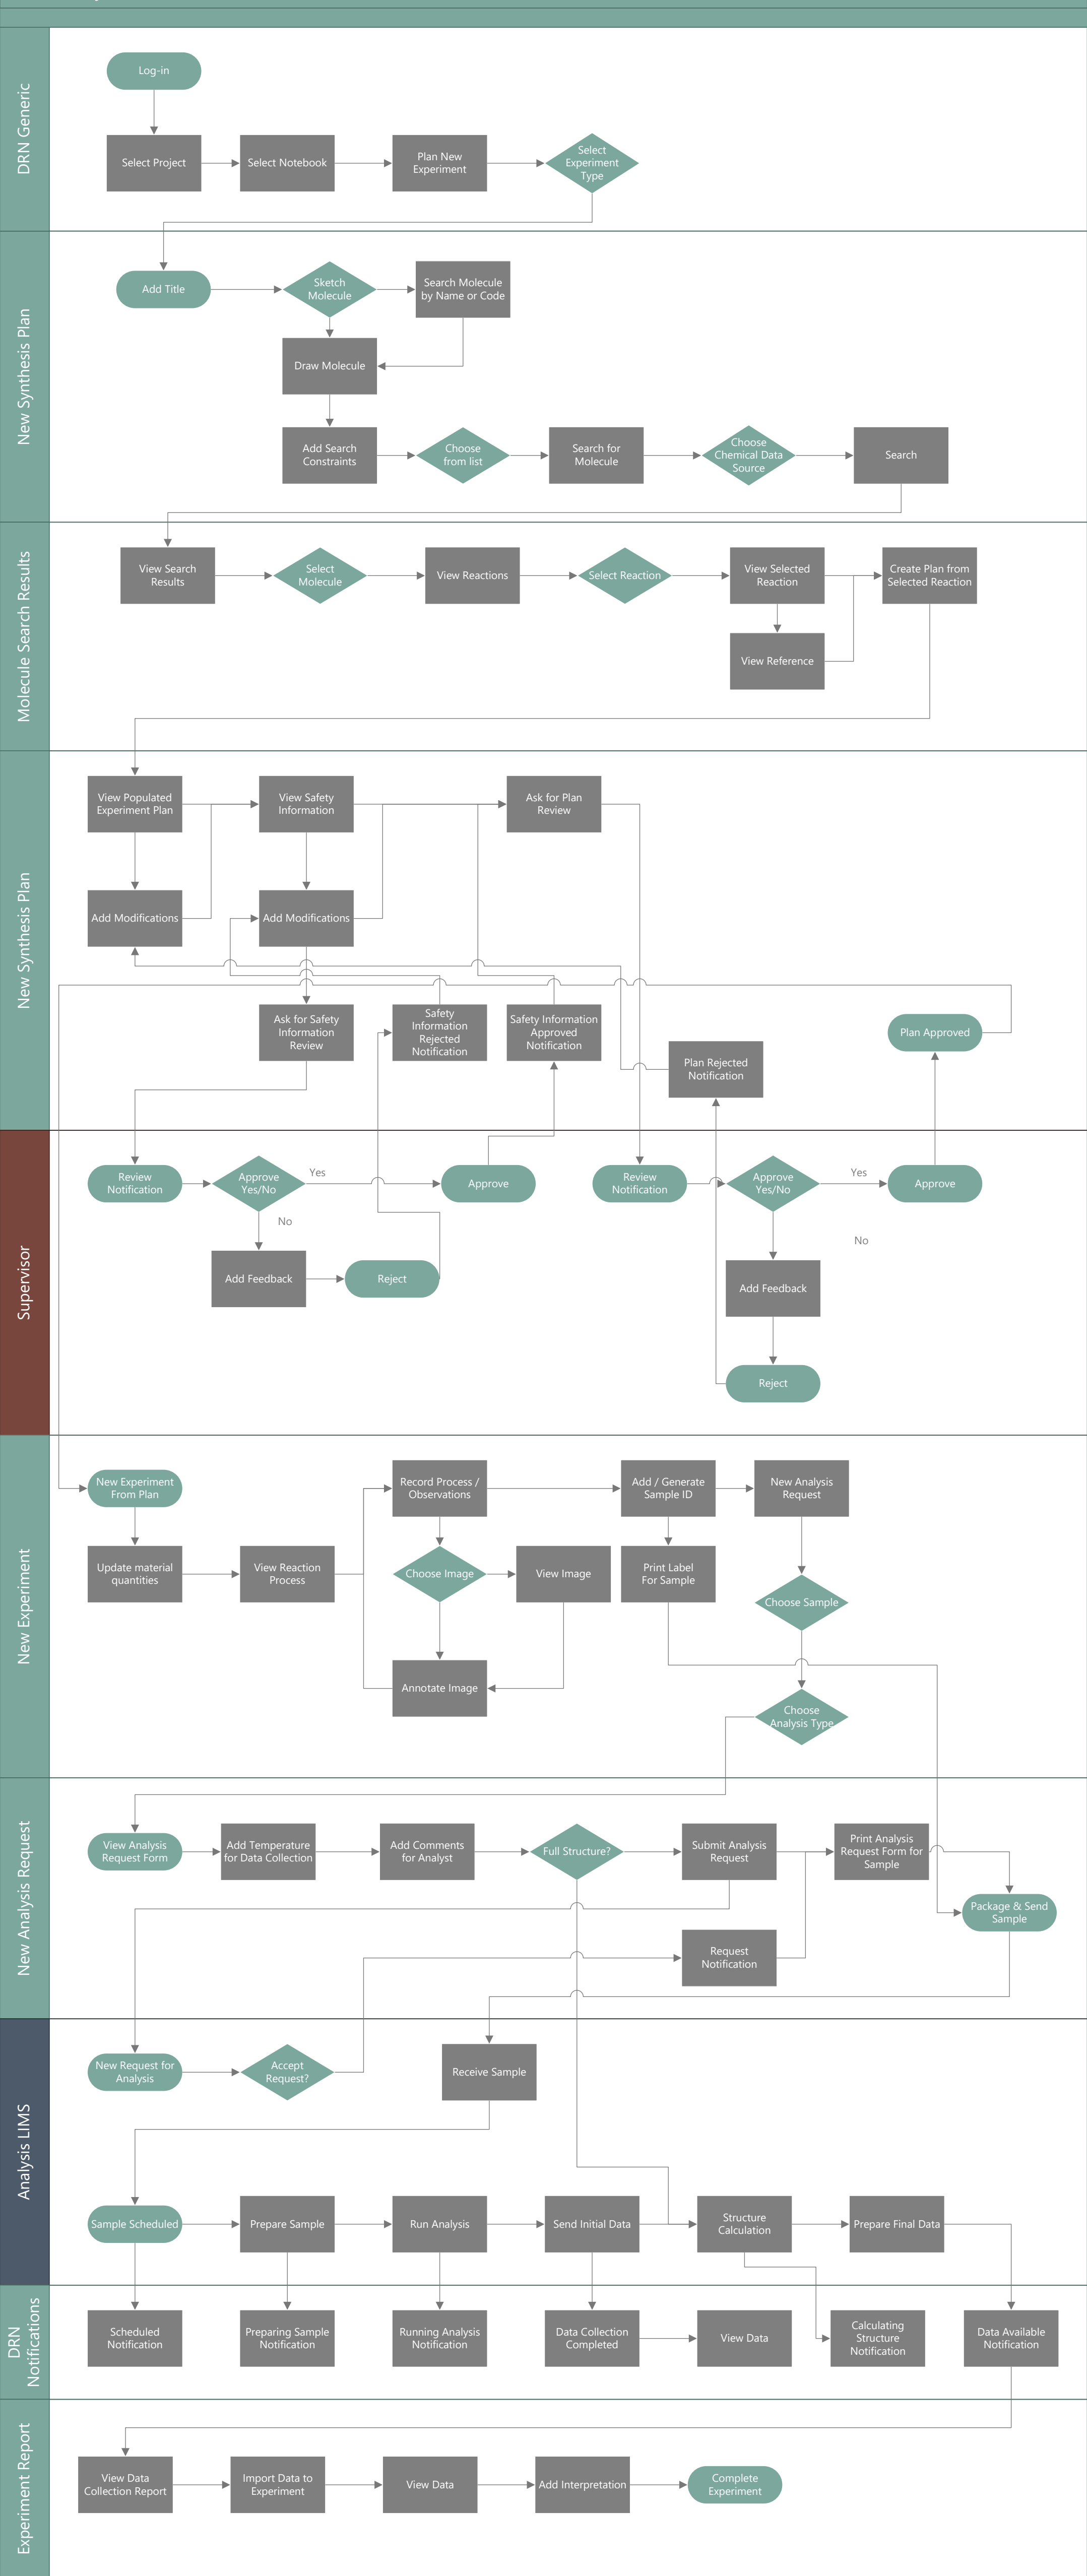 DRN Generic
Log-in
Select Project
Select Notebook
Plan New
Experiment
Select
Experiment
Type
New Synthesis Plan
Add Title
Sketch
Molecule
Search Molecule
by Name or Code
Draw Molecule
Add Search
Constraints
Choose
from list
Search for
Molecule
Choose
Chemical Data
Source
Search
Molecule Search Results
View Search
Results
Select
Molecule
View Reactions
Select Reaction
View Selected
Reaction
Create Plan from
Selected Reaction
View Reference
New Synthesis Plan
View Populated
Experiment Plan
View Safety
Information
Ask for Plan
Review
Add Modifications
Add Modifications
Ask for Safety
Information
Review
Safety
Information
Rejected
Notification
Safety Information
Approved
Notification
Plan Approved
Plan Rejected
Notification
Supervisor
Review
Notification
Approve
Yes/No
Yes
Approve
Review
Notification
Approve
Yes/No
Yes
Approve
No
No
Add Feedback
Reject
Add Feedback
Reject
New Experiment
New Experiment
From Plan
Record Process /
Observations
Add / Generate
Sample ID
New Analysis
Request
Update material
quantities
View Reaction
Process
Choose Image
View Image
Print Label
For Sample
Choose Sample
Annotate Image
Choose
Analysis Type
New Analysis Request
View Analysis
Request Form
Add Temperature
for Data Collection
Add Comments
for Analyst
Full Structure?
Submit Analysis
Request
Print Analysis
Request Form for
Sample
Package & Send
Sample
Request
Notification
Analysis LIMS
New Request for
Analysis
Accept
Request?
Receive Sample
Sample Scheduled
Prepare Sample
Run Analysis
Send Initial Data
Structure
Calculation
Prepare Final Data
DRN
Notifications
Scheduled
Notification
Preparing Sample
Notification
Running Analysis
Notification
Data Collection
Completed
View Data
Calculating
Structure
Notification
Data Available
Notification
Experiment Report
View Data
Collection Report
Import Data to
Experiment
View Data
Add Interpretation
Complete
Experiment